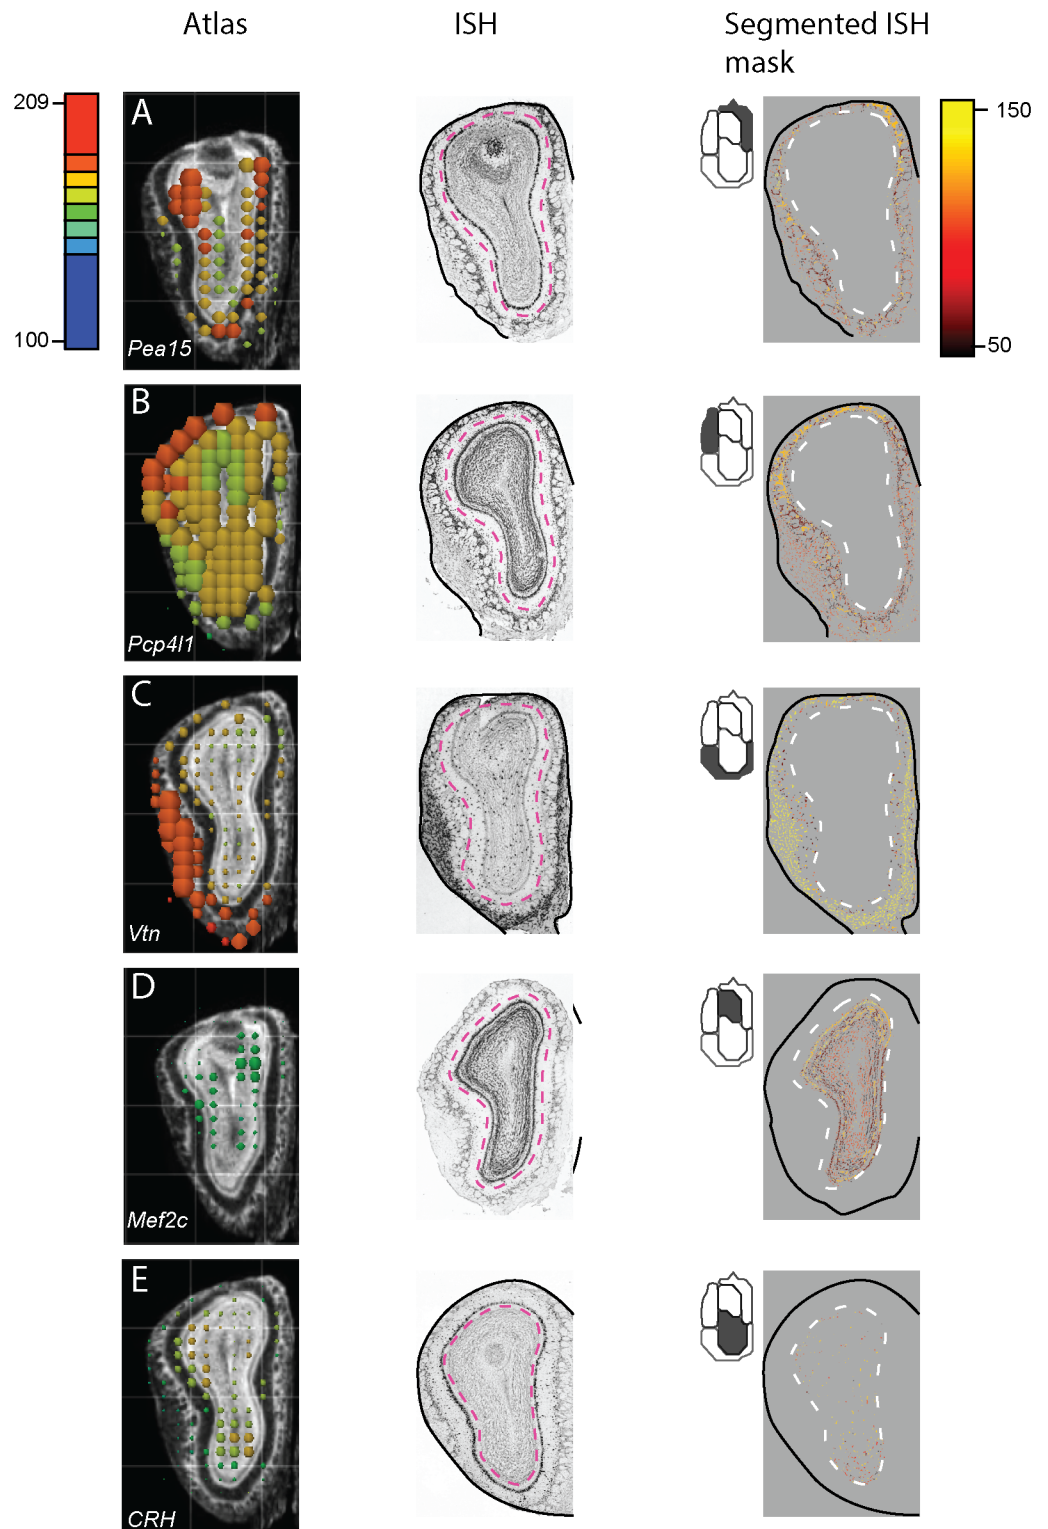 Atlas
ISH
Segmented ISH
mask
209
100
A
Pea15
150
50
B
Pcp4l1
C
Vtn
D
Mef2c
E
CRH